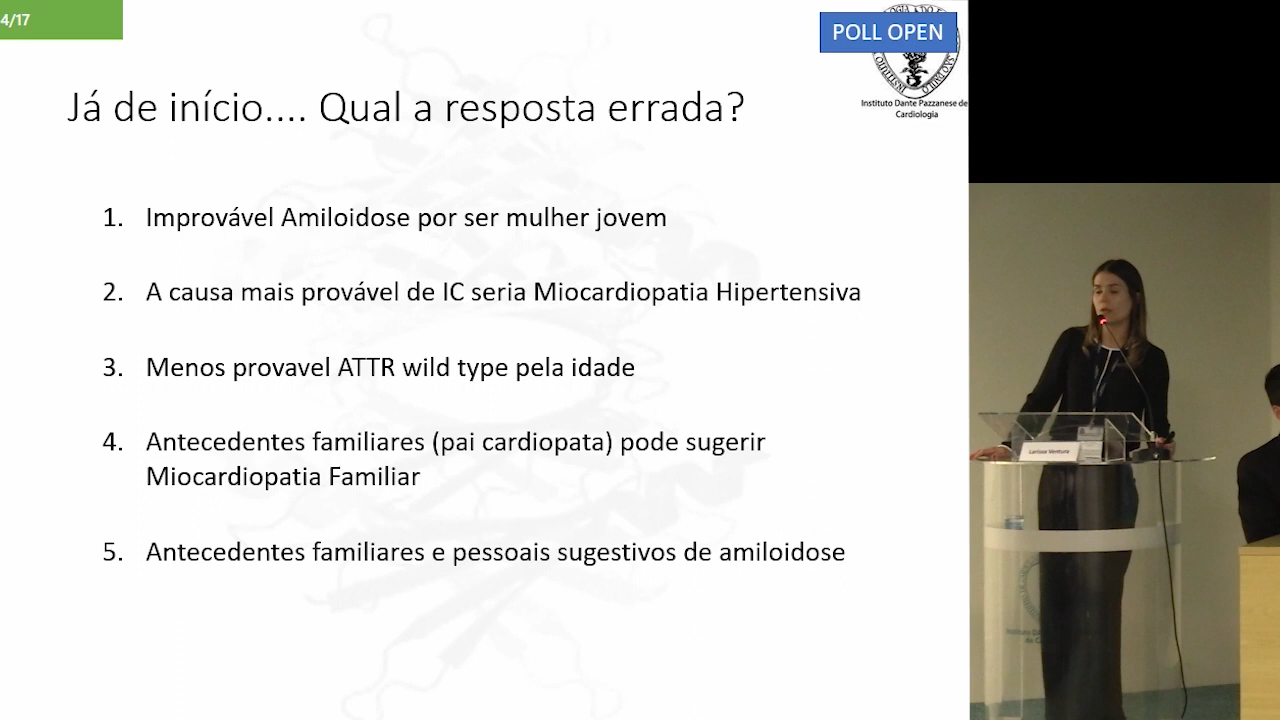 4/17
POLL OPEN
Instituto Dante Pazzanese de
Cardiologia
Já de início.... Qual a resposta errada?
1. Improvável Amiloidose por ser mulher jovem
2. A causa mais provável de IC seria Miocardiopatia Hipertensiva
3. Menos provavel ATTR wild type pela idade
4. Antecedentes familiares (pai cardiopata) pode sugerir
Miocardiopatia Familiar
5. Antecedentes familiares e pessoais sugestivos de amiloidose
Larissa Ventura